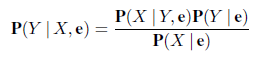 P(Y | X, e) = P(X | Y, e)P(Y | e) / P(X | e)